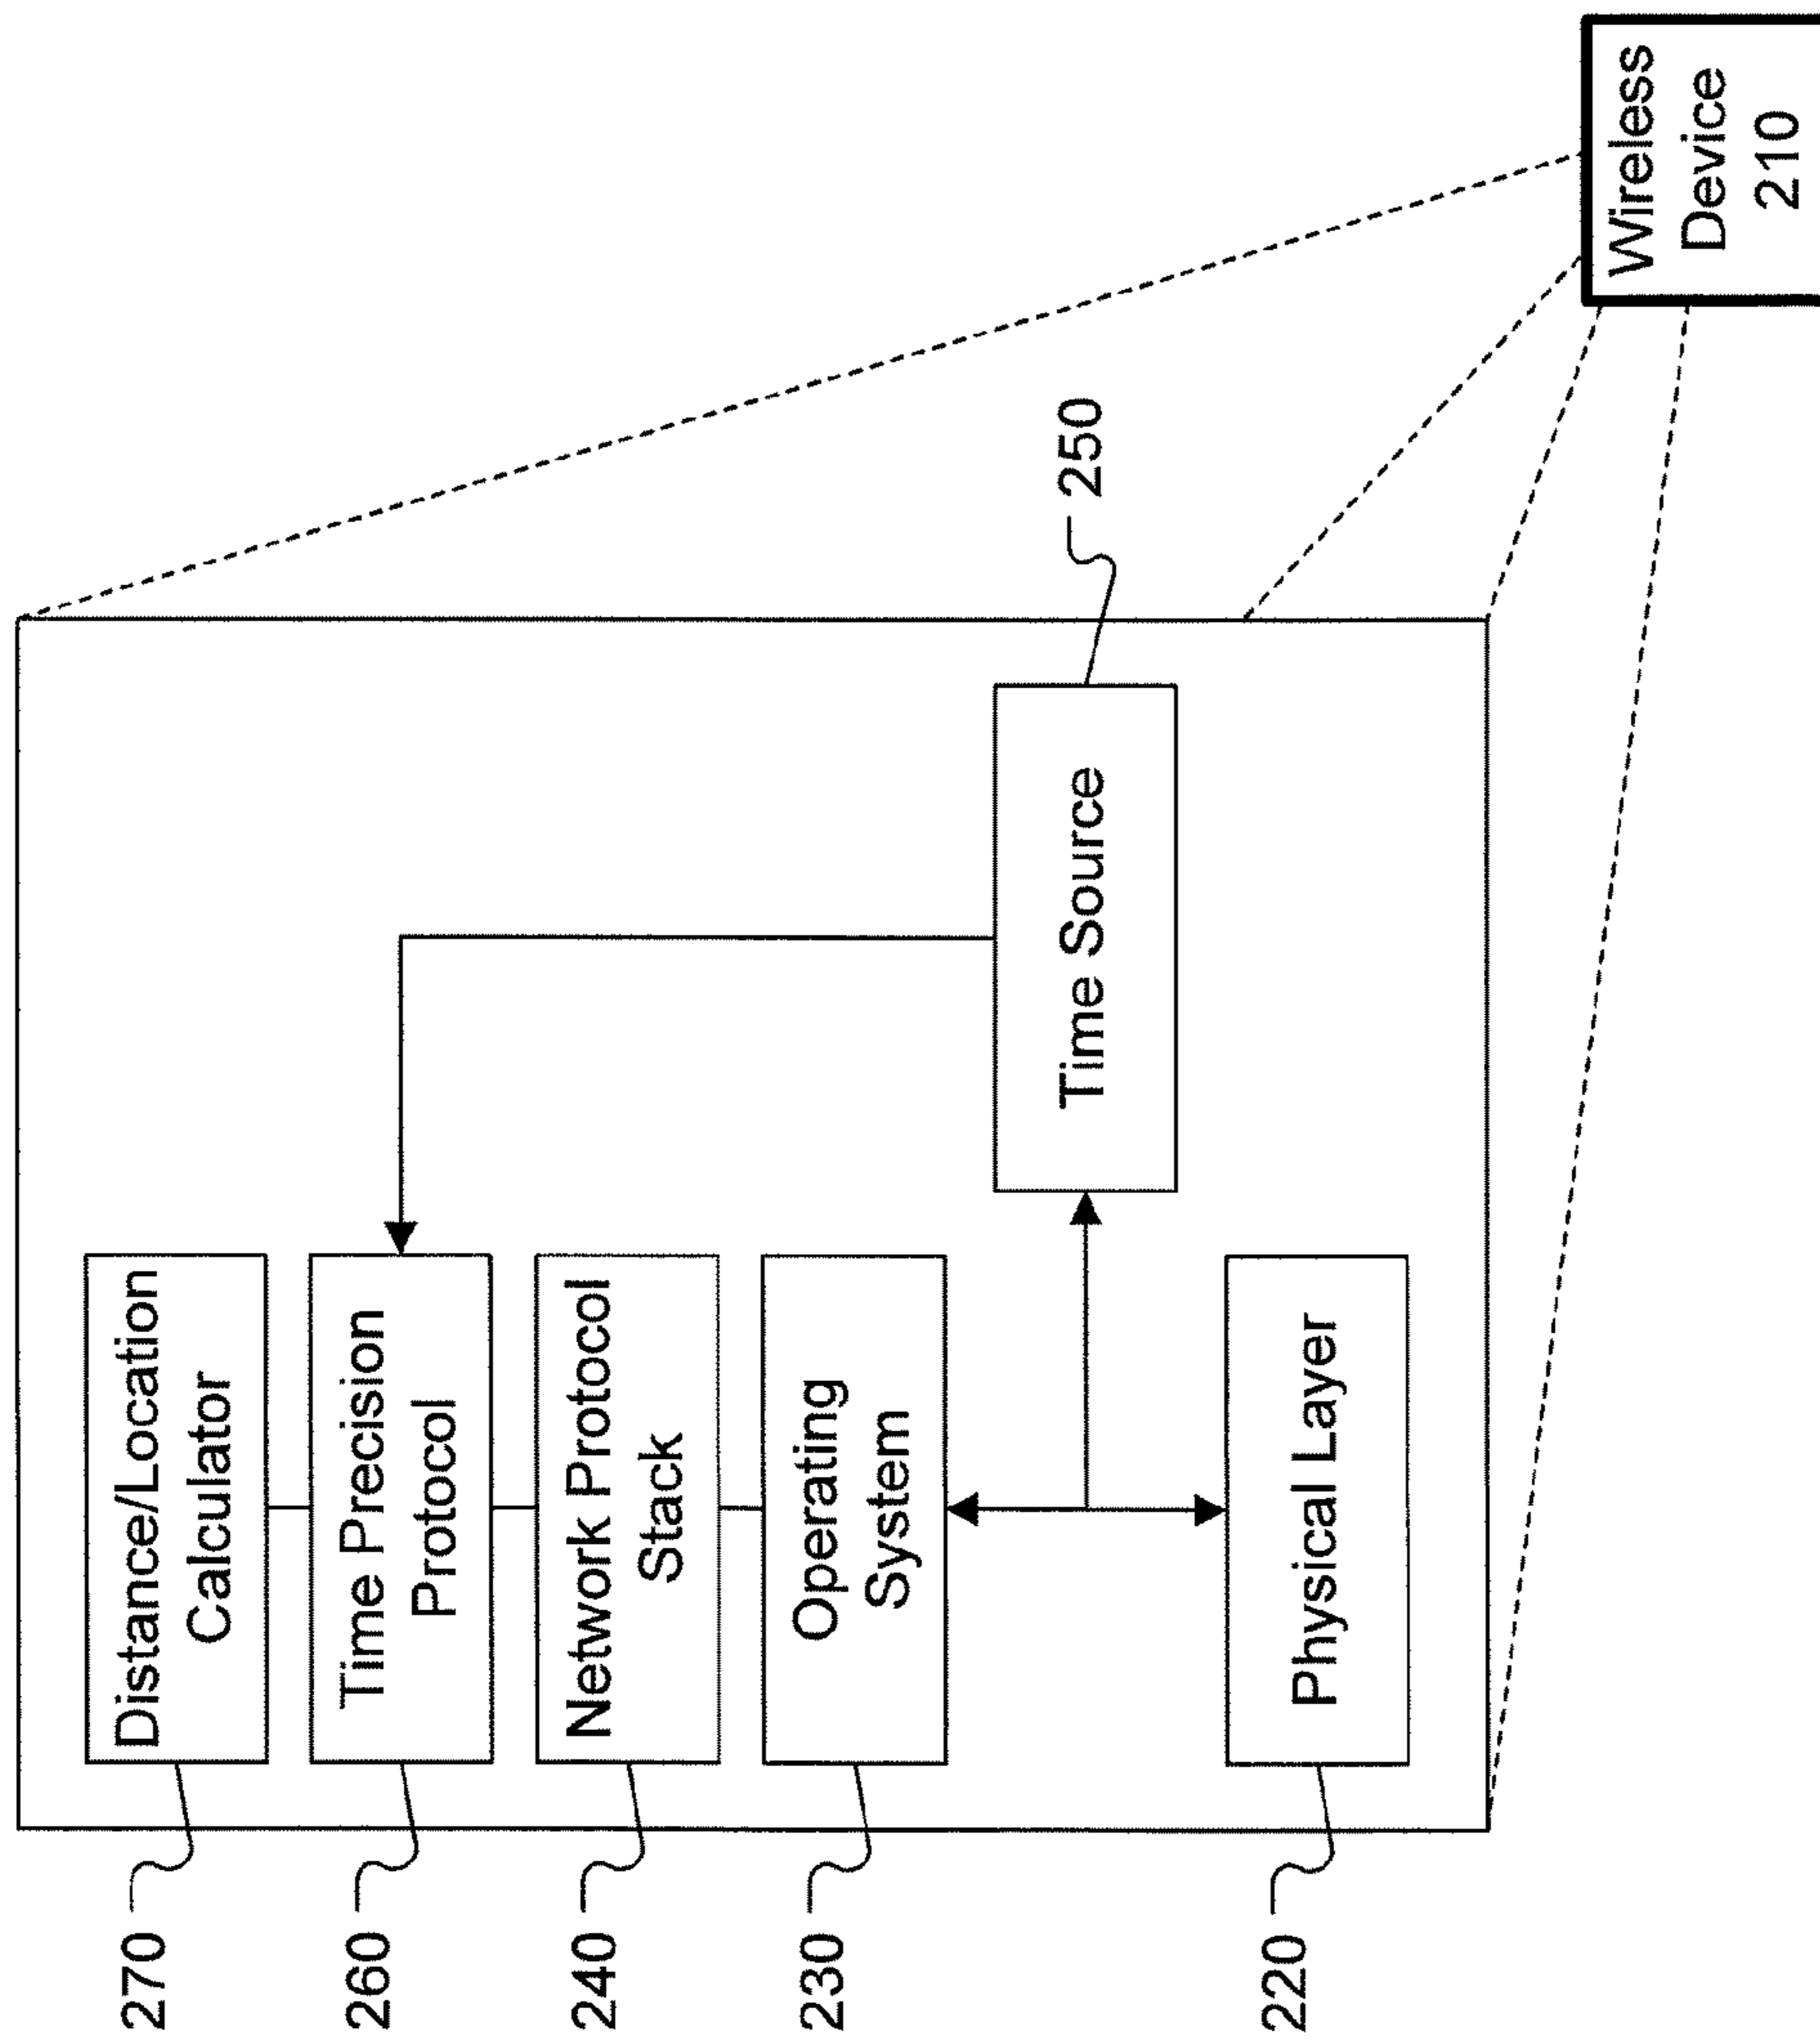 270
Distance/Location
Calculator
260
Time Precision
Protocol
240
Network Protocol
Stack
230
Operating
System
Time Source
250
220
Physical Layer
Wireless
Device
210